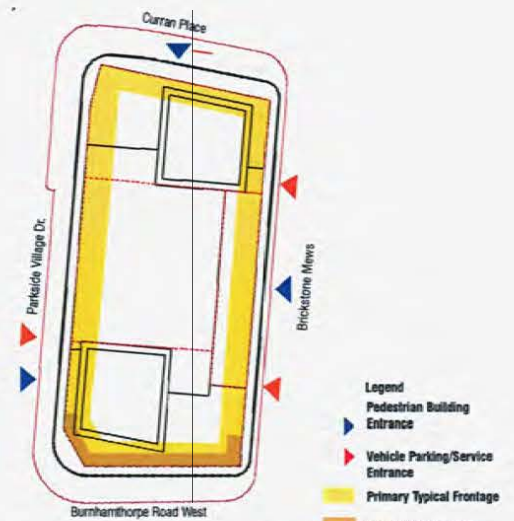 Curran Place
Parkside Village Dr.
Brickstone Mews
Legend
Pedestrian Building
Entrance
Vehicle Parking/Service
Entrance
Primary Typical Frontage
Burnhamthorpe Road West